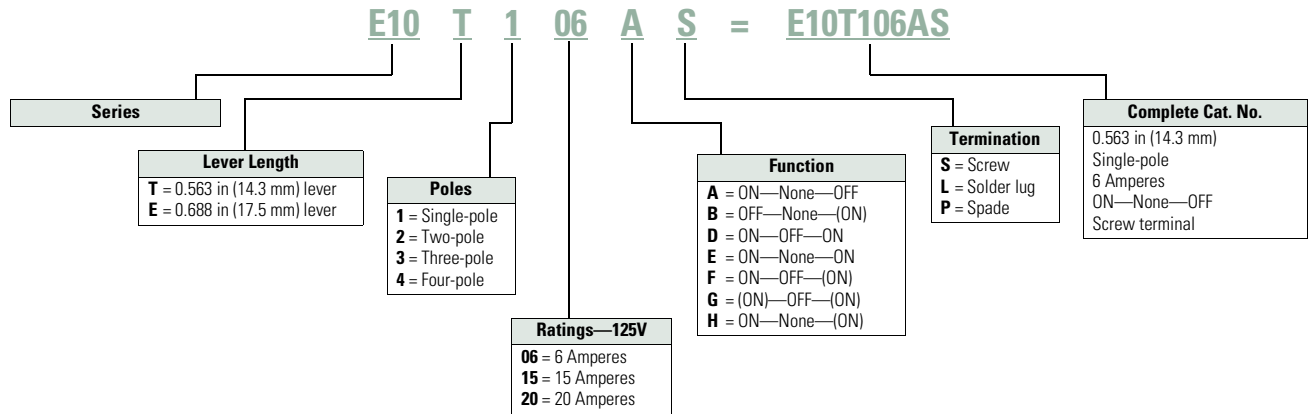 E10 T 1 06 A S = E10T106AS
Series
Lever Length
T = 0.563 in (14.3 mm) lever
E = 0.688 in (17.5 mm) lever
Poles
1 = Single-pole
2 = Two-pole
3 = Three-pole
4 = Four-pole
Ratings—125V
06 = 6 Amperes
15 = 15 Amperes
20 = 20 Amperes
Function
A = ON—None—OFF
B = OFF—None—(ON)
D = ON—OFF—ON
E = ON—None—ON
F = ON—OFF—(ON)
G = (ON)—OFF—(ON)
H = ON—None—(ON)
Termination
S = Screw
L = Solder lug
P = Spade
Complete Cat. No.
0.563 in (14.3 mm)
Single-pole
6 Amperes
ON—None—OFF
Screw terminal